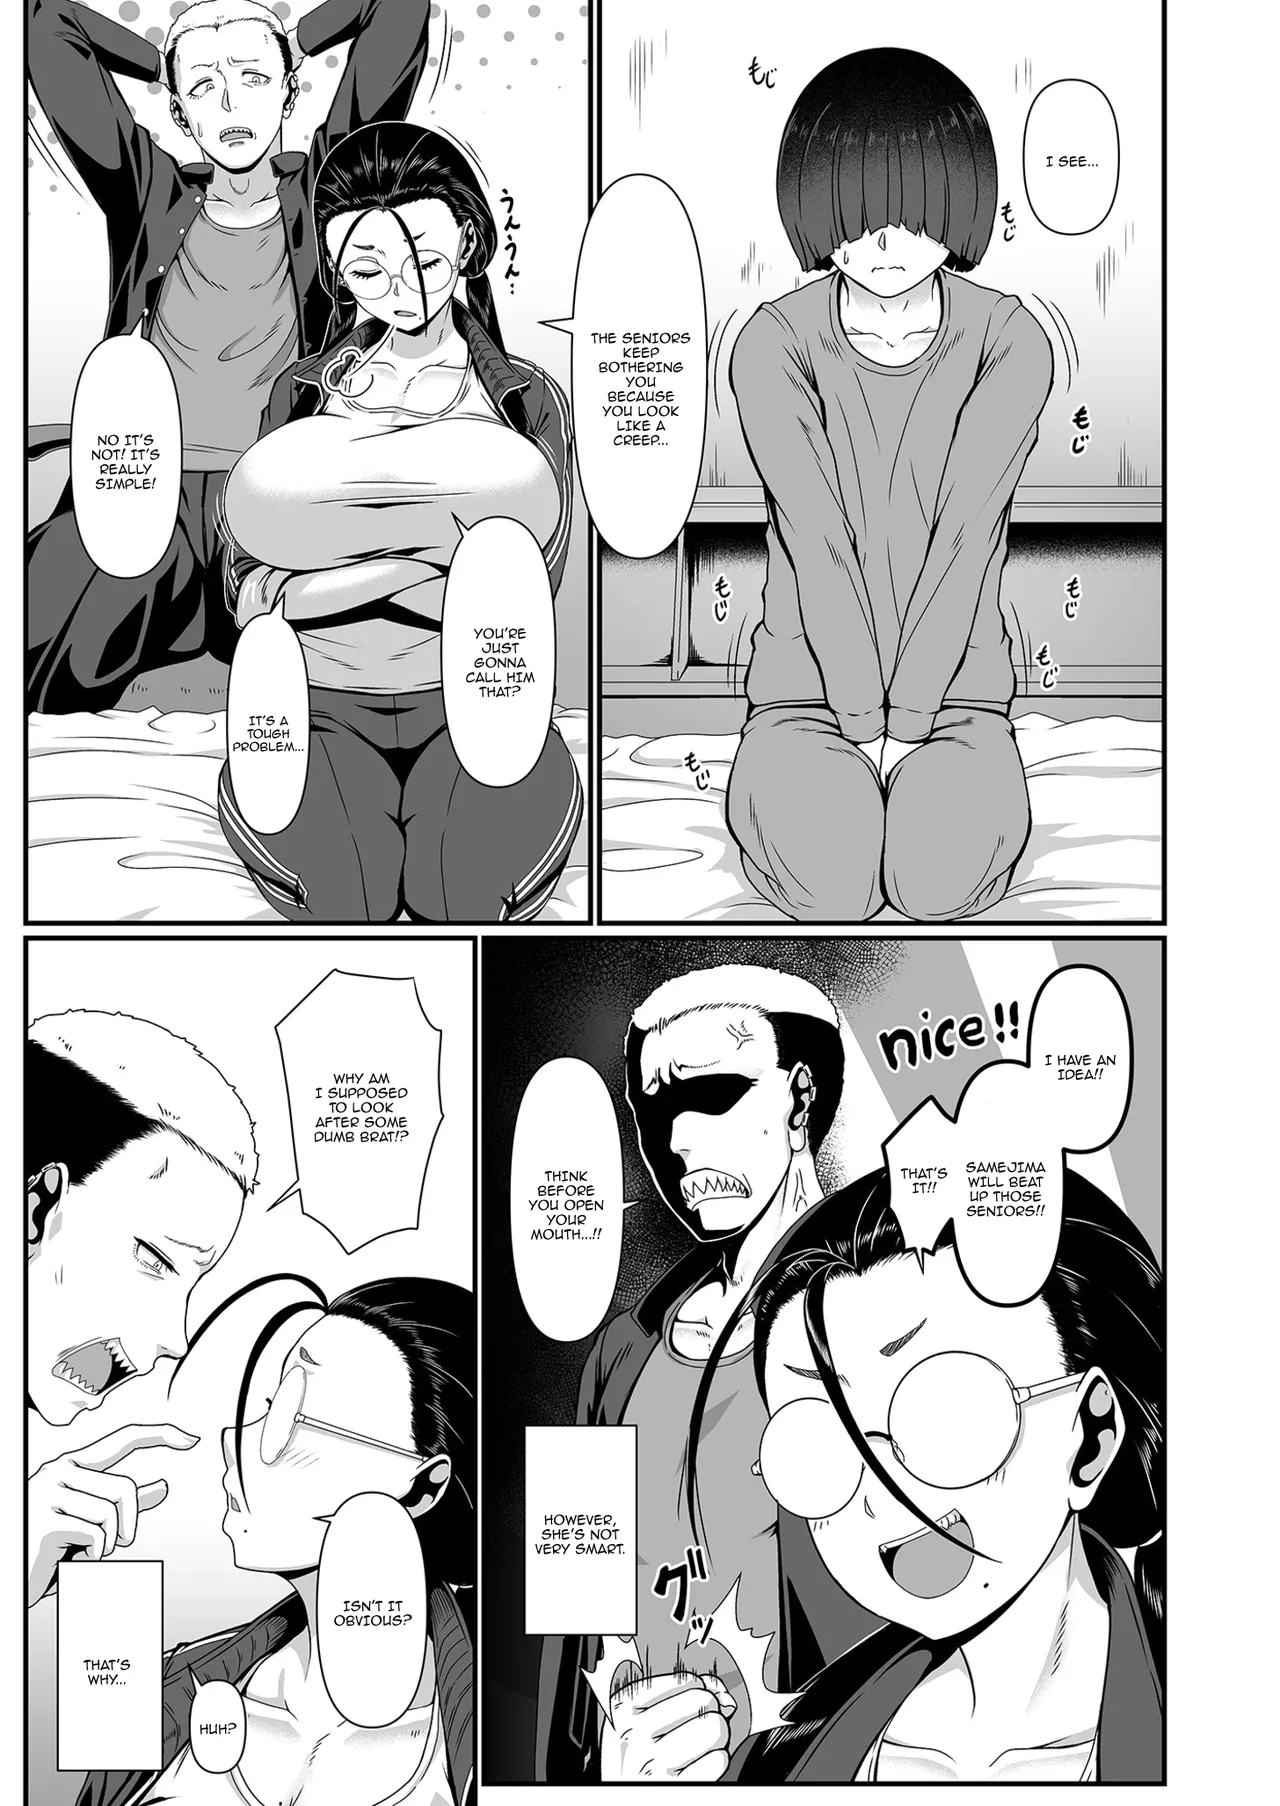 I SEE...
もじ
もじ
もじ
もじ
もじ
もじ
もじ
THE SENIORS
KEEP
BOTHERING
YOU
BECAUSE
YOU LOOK
LIKE A
CREEP...
うんうん...
YOU'RE
JUST
GONNA
CALL HIM
THAT?
IT'S A
TOUGH
PROBLEM...
NO IT'S
NOT! IT'S
REALLY
SIMPLE!
I HAVE AN
IDEA!!
nice!!
SAMEJIMA
WILL BEAT
UP THOSE
SENIORS!!
THAT'S
IT!!
THINK
BEFORE
YOU OPEN
YOUR
MOUTH...!!
HOWEVER,
SHE'S NOT
VERY SMART.
グッ
WHY AM
I SUPPOSED
TO LOOK
AFTER SOME
DUMB BRAT!?
ISN'T IT
OBVIOUS?
HUH?
THAT'S
WHY...